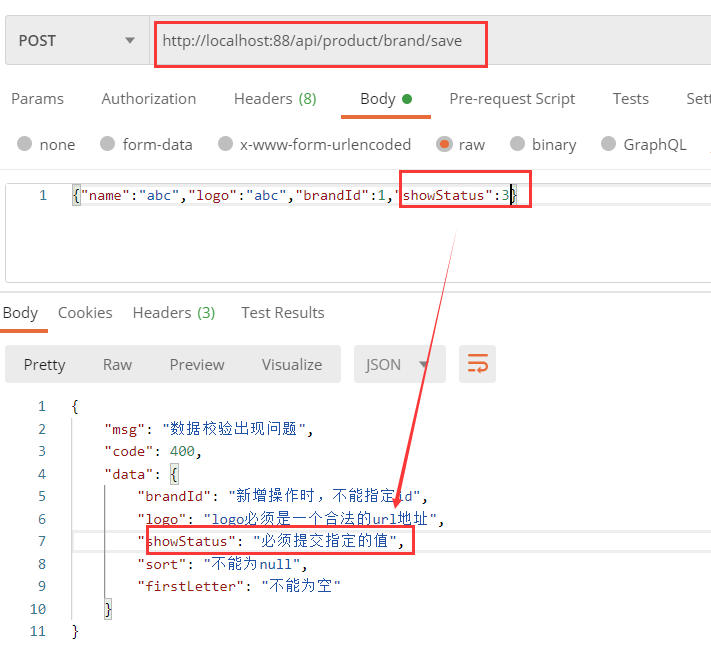 POST http://localhost:88/api/product/brand/save
Params Authorization Headers (8) Body Pre-request Script Tests Sett
none form-data x-www-form-urlencoded raw binary GraphQL
1 {"name":"abc","logo":"abc","brandId":1,"showStatus":3}
Body Cookies Headers (3) Test Results
Pretty Raw Preview Visualize JSON
1 {
2 "msg": "数据校验出现问题",
3 "code": 400,
4 "data": {
5 "brandId": "新增操作时，不能指定id",
6 "logo": "logo必须是一个合法的url地址",
7 "showStatus": "必须提交指定的值",
8 "sort": "不能为null",
9 "firstLetter": "不能为空"
10 }
11 }